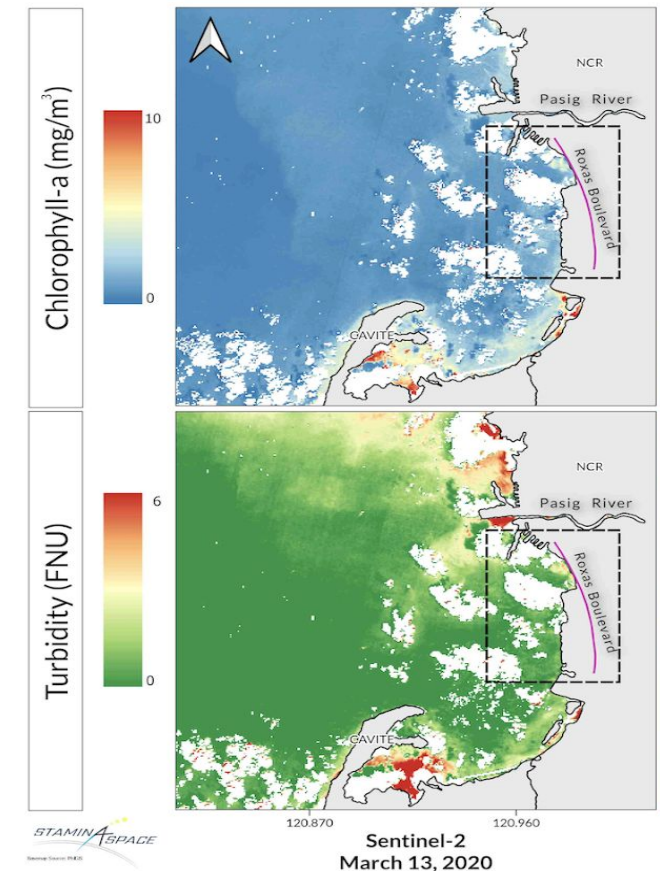 Chlorophyll-a (mg/m³)
10
0
NCR
Pasig River
Roxas Boulevard
CAVITE
Turbidity (FNU)
6
0
NCR
Pasig River
Roxas Boulevard
CAVITE
120.870
120.960
STAMINA4SPACE
Sentinel-2
March 13, 2020